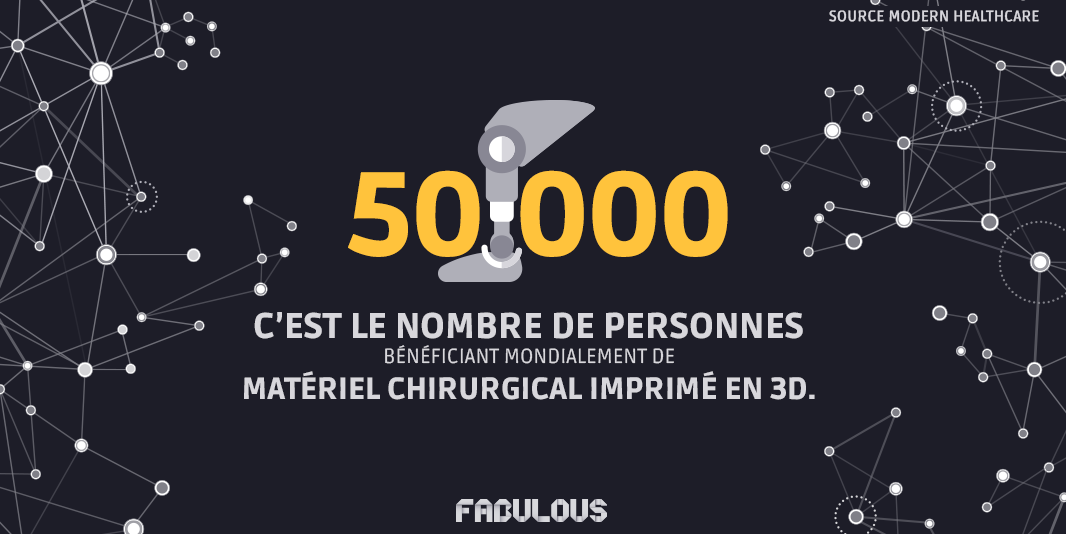 SOURCE MODERN HEALTHCARE
50 000
C'EST LE NOMBRE DE PERSONNES
BÉNÉFICIANT MONDIALEMENT DE
MATÉRIEL CHIRURGICAL IMPRIMÉ EN 3D.
FABULOUS